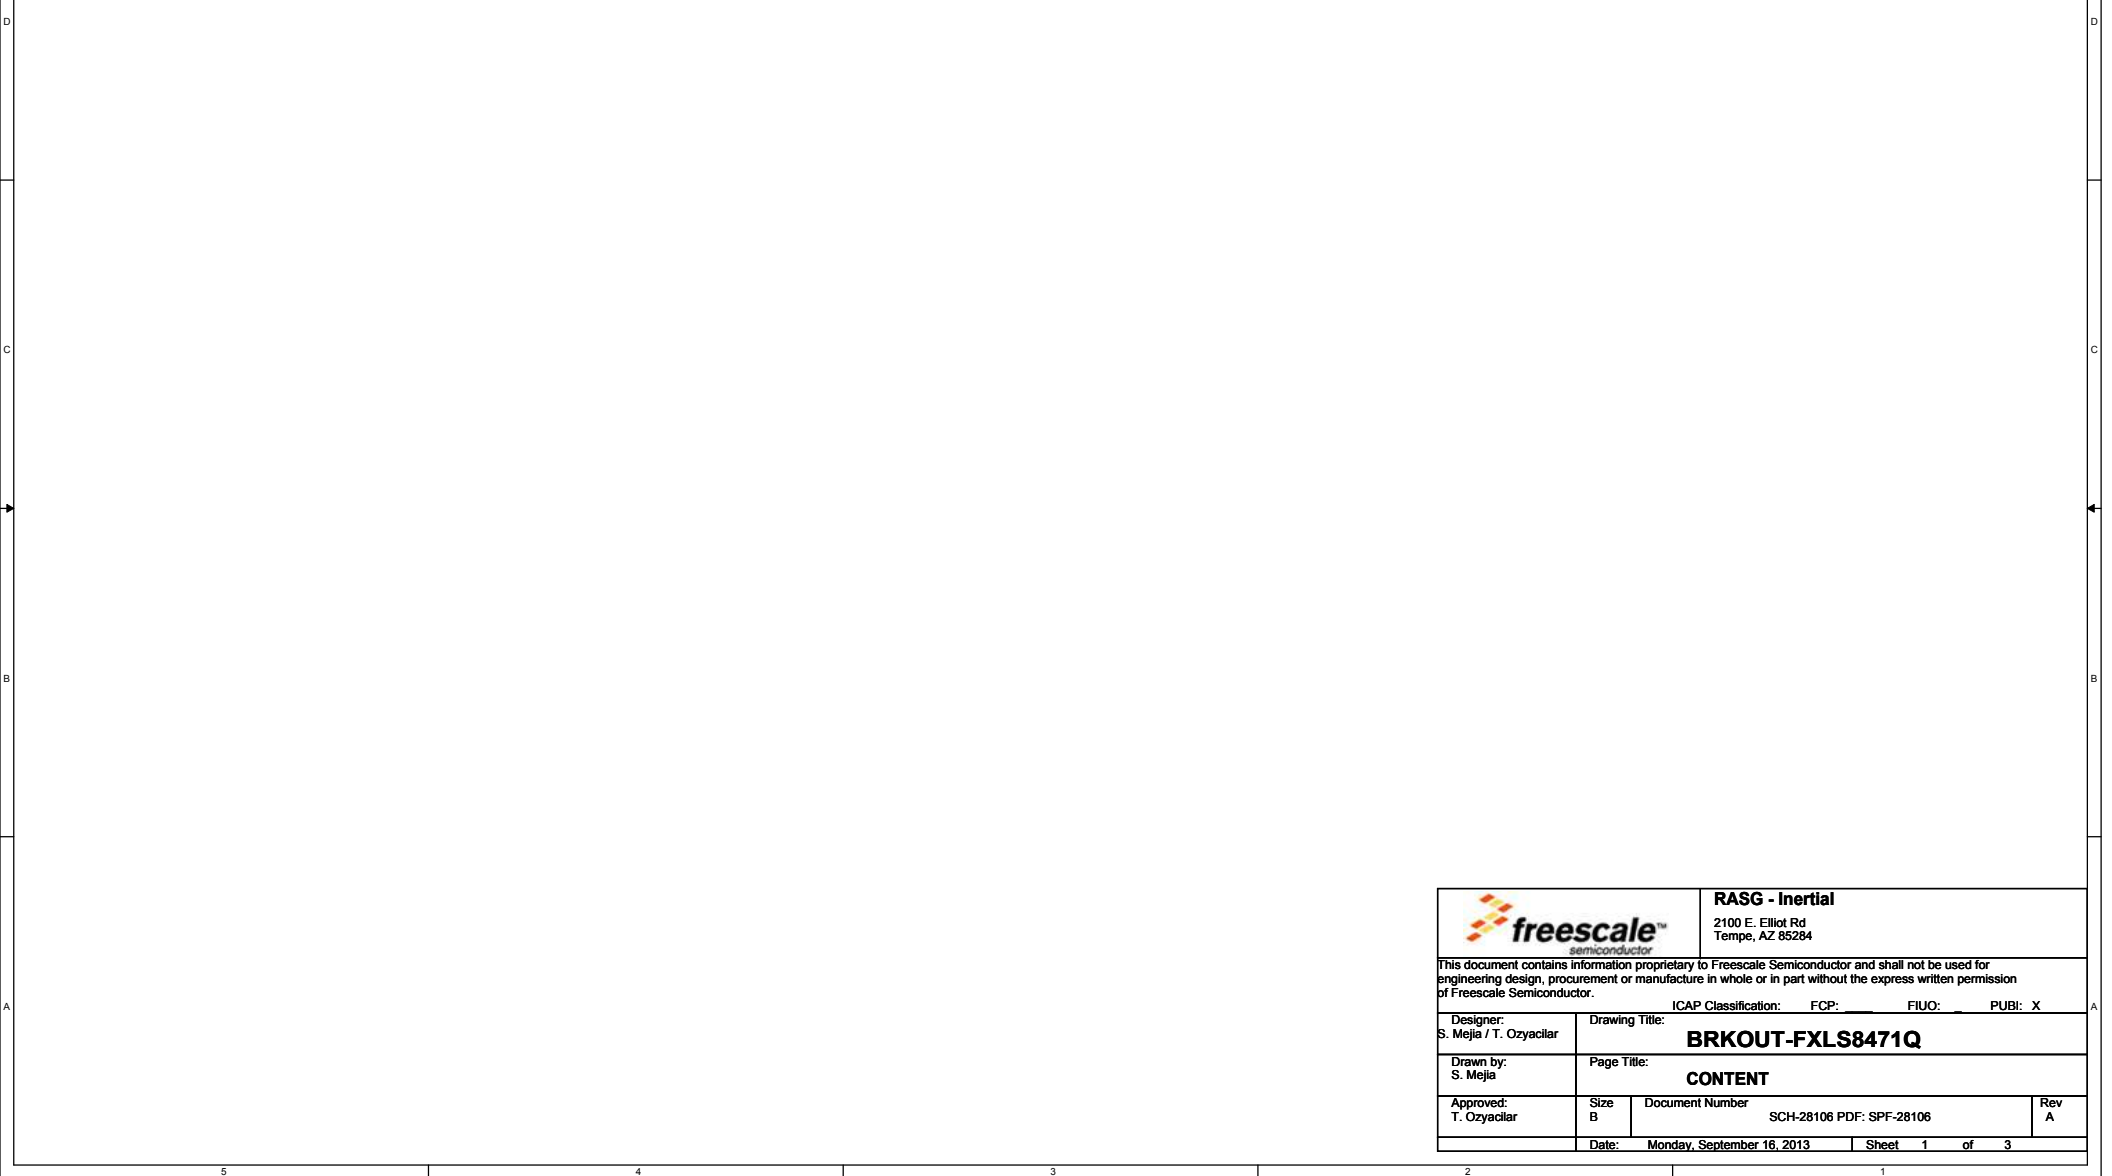 D
D
C
C
B
B
A
A
freescale™
semiconductor
RASG - Inertial
2100 E. Elliot Rd
Tempe, AZ 85284
This document contains information proprietary to Freescale Semiconductor and shall not be used for
engineering design, procurement or manufacture in whole or in part without the express written permission
of Freescale Semiconductor.
ICAP Classification: FCP: ____ FIUO: _ PUBI: X
Designer:
S. Mejia / T. Ozyacilar
Drawing Title:
BRKOUT-FXLS8471Q
Drawn by:
S. Mejia
Page Title:
CONTENT
Approved:
T. Ozyacilar
Size
B
Document Number
SCH-28106 PDF: SPF-28106
Rev
A
Date: Monday, September 16, 2013 Sheet 1 of 3
5 4 3 2 1